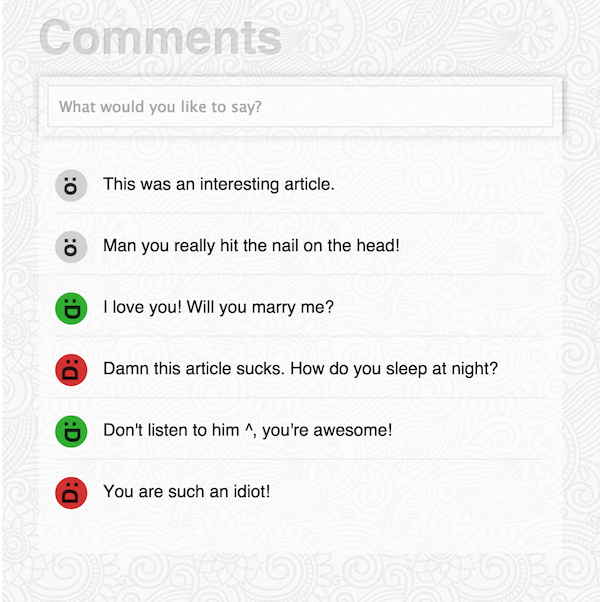 Comments
What would you like to say?
:o This was an interesting article.
:o Man you really hit the nail on the head!
:D I love you! Will you marry me?
D: Damn this article sucks. How do you sleep at night?
:D Don't listen to him ^, you're awesome!
D: You are such an idiot!